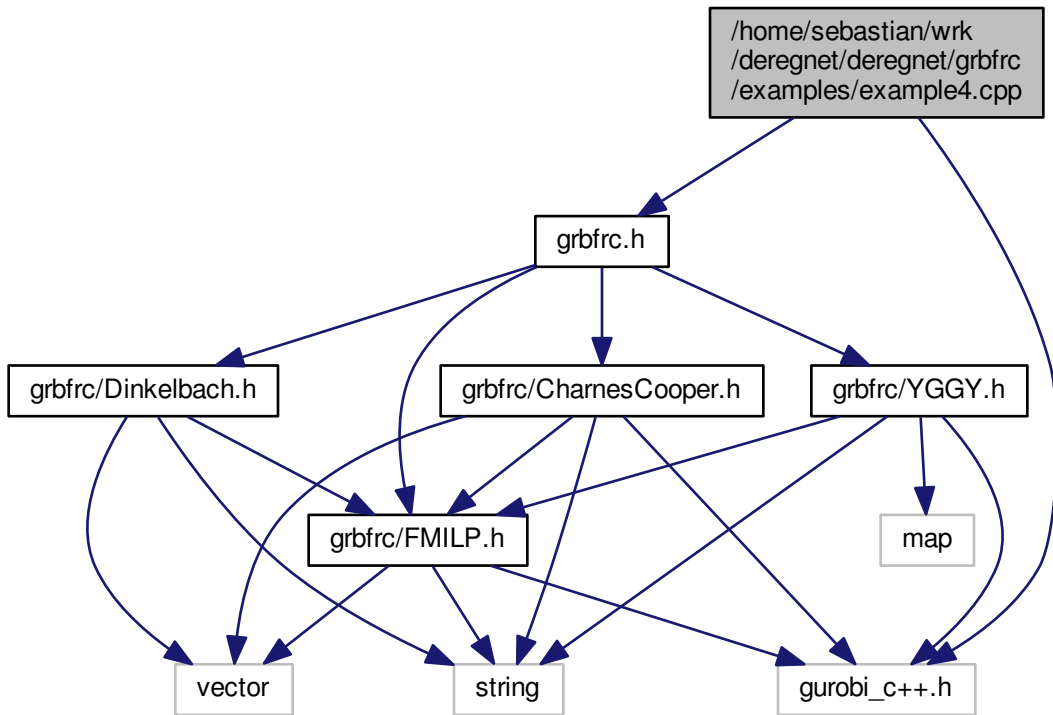 /home/sebastian/wrk
/deregnet/deregnet/grbfrc
/examples/example4.cpp
grbfrc.h
grbfrc/Dinkelbach.h
grbfrc/CharnesCooper.h
grbfrc/YGGY.h
grbfrc/FMILP.h
map
vector
string
gurobi_c++.h